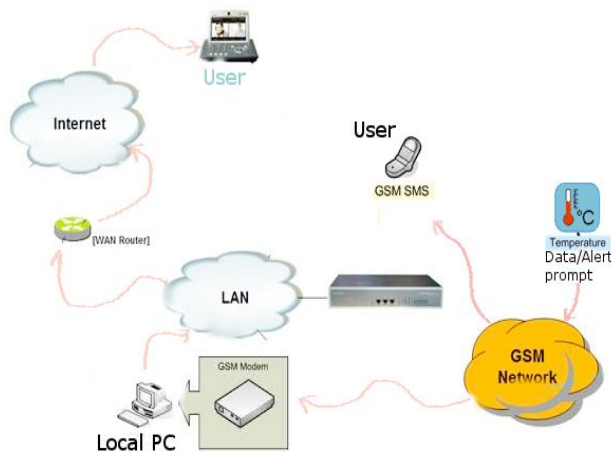 User
Internet
User
GSM SMS
[WAN Router]
°C
Temperature
Data/Alert
prompt
LAN
GSM
Network
GSM Modem
Local PC